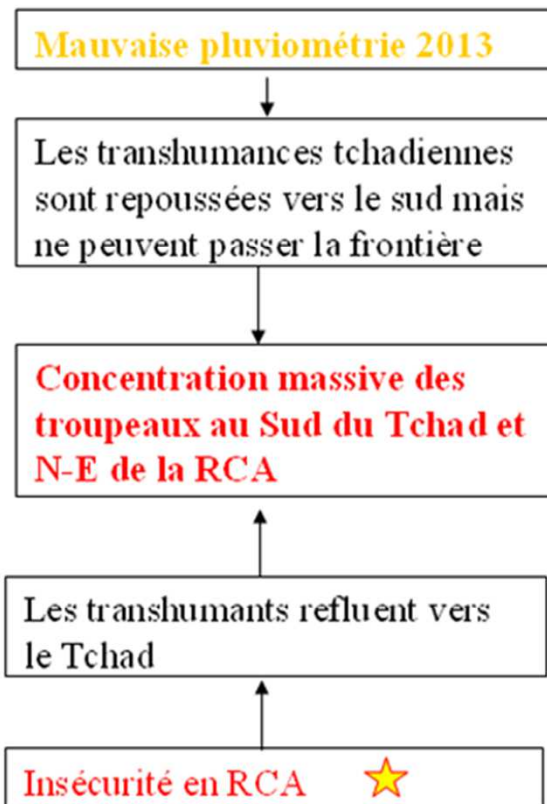 Mauvaise pluviométrie 2013
Les transhumances tchadiennes
sont repoussées vers le sud mais
ne peuvent passer la frontière
Concentration massive des
troupeaux au Sud du Tchad et
N-E de la RCA
Les transhumants refluent vers
le Tchad
Insécurité en RCA